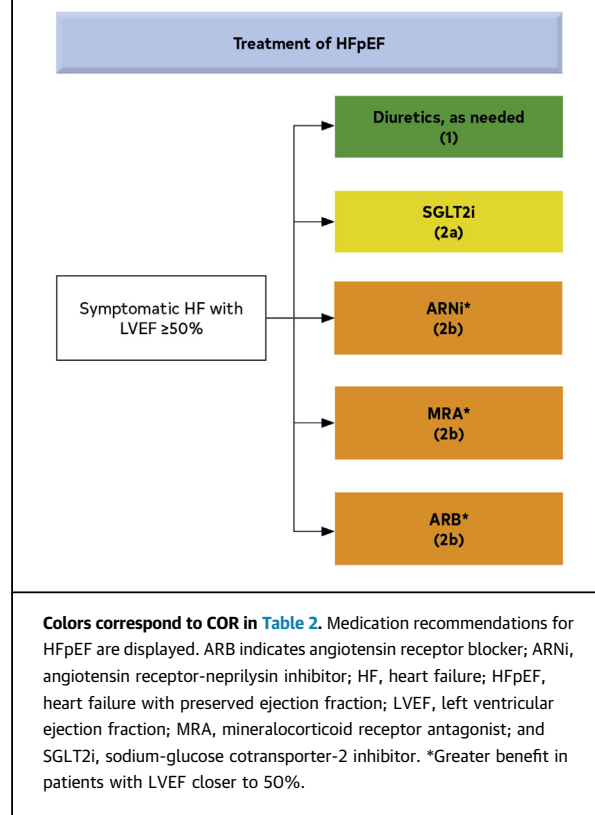 Treatment of HFpEF
Diuretics, as needed
(1)
SGLT2i
(2a)
Symptomatic HF with
LVEF ≥50%
ARNi*
(2b)
MRA*
(2b)
ARB*
(2b)
Colors correspond to COR in Table 2. Medication recommendations for
HFpEF are displayed. ARB indicates angiotensin receptor blocker; ARNi,
angiotensin receptor-neprilysin inhibitor; HF, heart failure; HFpEF,
heart failure with preserved ejection fraction; LVEF, left ventricular
ejection fraction; MRA, mineralocorticoid receptor antagonist; and
SGLT2i, sodium-glucose cotransporter-2 inhibitor. *Greater benefit in
patients with LVEF closer to 50%.